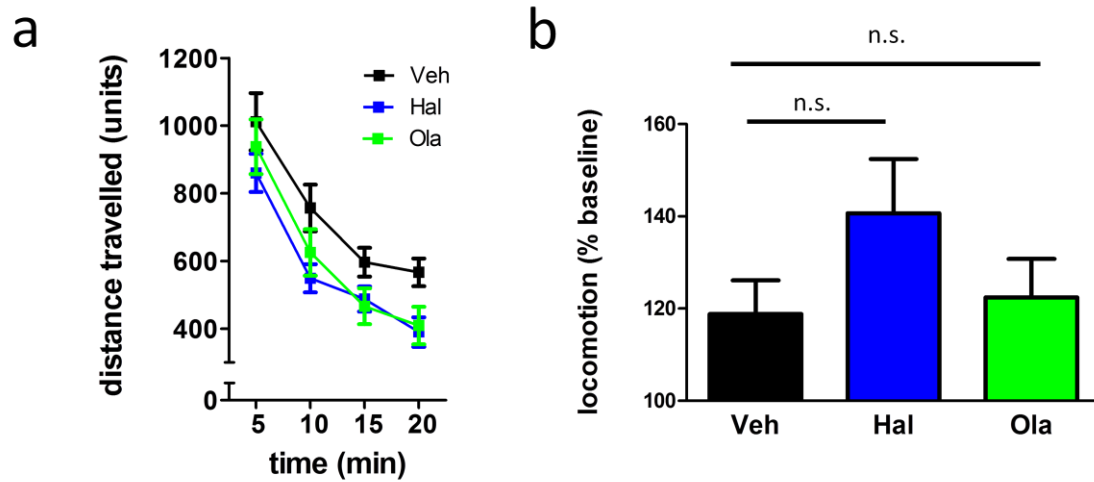 a
distance travelled (units)
1200
1000
800
600
400
0
5 10 15 20
time (min)
Veh
Hal
Ola
b
n.s.
n.s.
locomotion (% baseline)
160
140
120
100
Veh Hal Ola